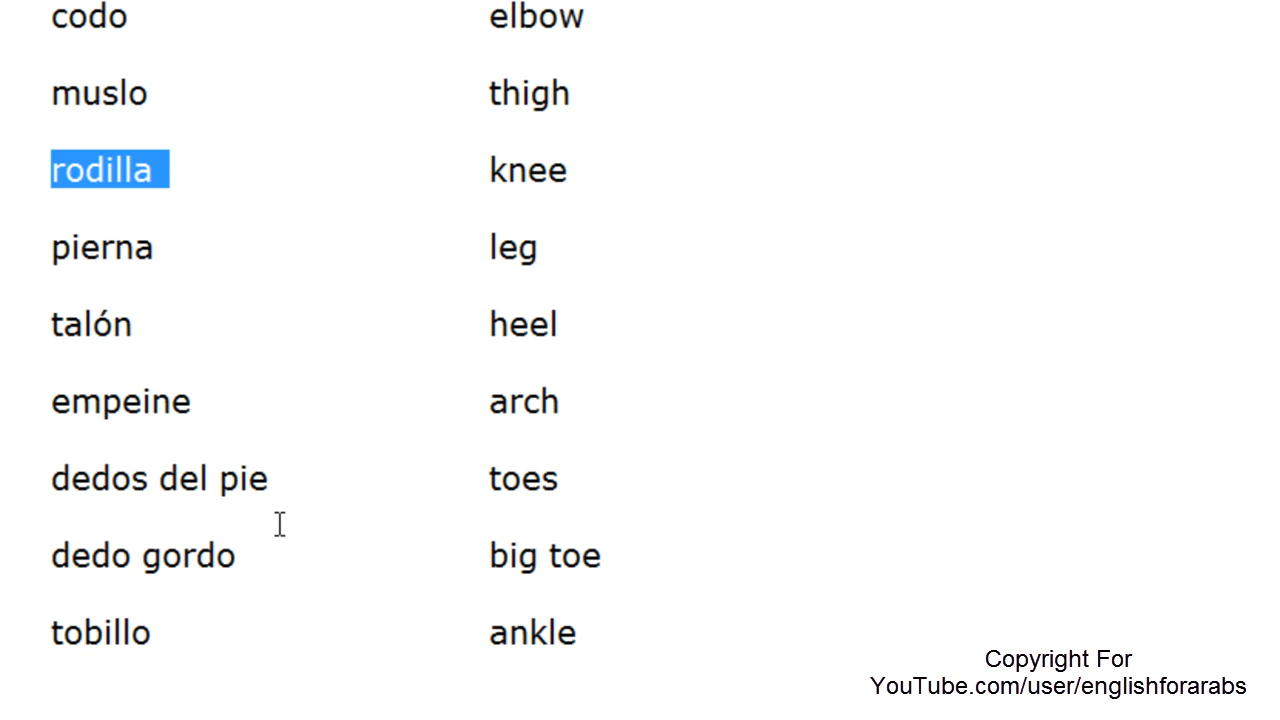 codo elbow
muslo thigh
rodilla knee
pierna leg
talón heel
empeine arch
dedos del pie toes
dedo gordo big toe
tobillo ankle
Copyright For
YouTube.com/user/englishforarabs